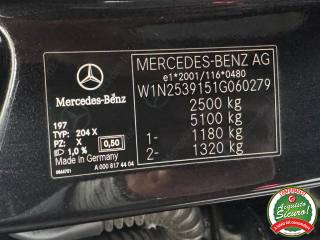 MERCEDES-BENZ AG
e1*2001/116*0480
W1N2539151G060279
2500 kg
5100 kg
1- 1180 kg
2- 1320 kg
Mercedes-Benz
197
TYP: 204 X
PZ: X 0,50
1,0 %
Made in Germany
A 000 817 44 04
Acquisto
Sicuro!